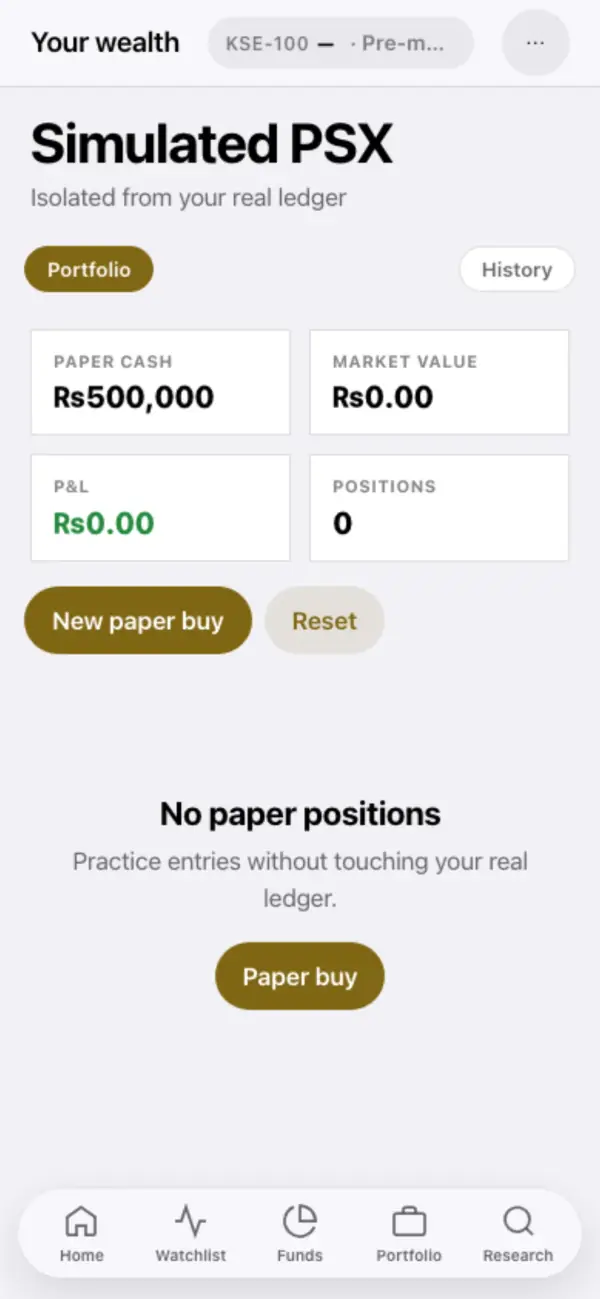 Your wealth
KSE-100 – · Pre-m...
...
Simulated PSX
Isolated from your real ledger
Portfolio
History
PAPER CASH
Rs500,000
MARKET VALUE
Rs0.00
P&L
Rs0.00
POSITIONS
0
New paper buy
Reset
No paper positions
Practice entries without touching your real
ledger.
Paper buy
Home
Watchlist
Funds
Portfolio
Research